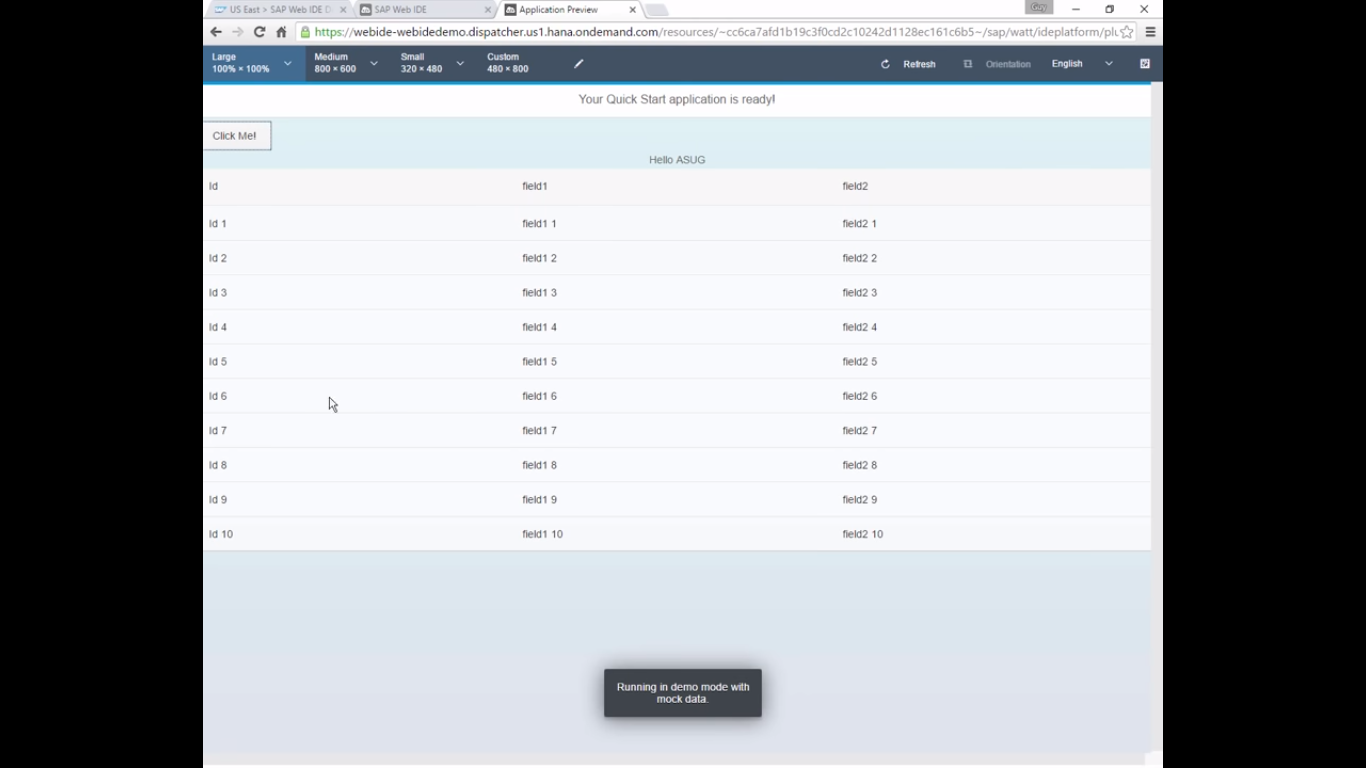 US East > SAP Web IDE D
SAP Web IDE
Application Preview
Guy
https://webide-webidedemo.dispatcher.us1.hana.ondemand.com/resources/~cc6ca7afd1b19c3f0cd2c10242d1128ec161c6b5~/sap/watt/ideplatform/plu
Large
100% × 100%
Medium
800 × 600
Small
320 × 480
Custom
480 × 800
Refresh
Orientation
English
Your Quick Start application is ready!
Click Me!
Hello ASUG
Id field1 field2
Id 1 field1 1 field2 1
Id 2 field1 2 field2 2
Id 3 field1 3 field2 3
Id 4 field1 4 field2 4
Id 5 field1 5 field2 5
Id 6 field1 6 field2 6
Id 7 field1 7 field2 7
Id 8 field1 8 field2 8
Id 9 field1 9 field2 9
Id 10 field1 10 field2 10
Running in demo mode with
mock data.